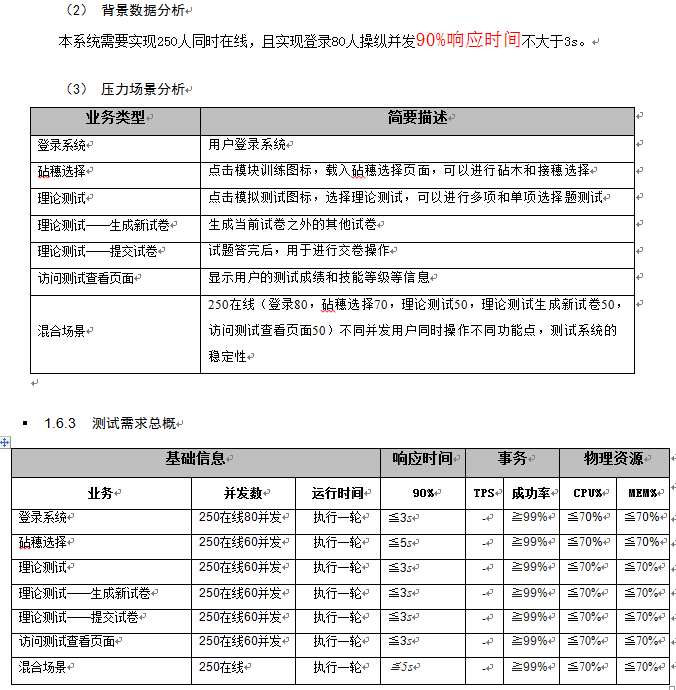 （2） 背景数据分析
本系统需要实现250人同时在线，且实现登录80人操纵并发90%响应时间不大于3s。
（3） 压力场景分析
业务类型 简要描述
登录系统 用户登录系统
砧穗选择 点击模块训练图标，载入砧穗选择页面，可以进行砧木和接穗选择
理论测试 点击模拟测试图标，选择理论测试，可以进行多项和单项选择题测试
理论测试——生成新试卷 生成当前试卷之外的其他试卷
理论测试——提交试卷 试题答完后，用于进行交卷操作
访问测试查看页面 显示用户的测试成绩和技能等级等信息
250在线（登录80，砧穗选择70，理论测试50，理论测试生成新试卷50，
混合场景 访问测试查看页面50）不同并发用户同时操作不同功能点，测试系统的
稳定性
1.6.3 测试需求总概
基础信息 响应时间 事务 物理资源
业务 并发数 运行时间 90% TPS 成功率 CPU% MEM%
登录系统 250在线80并发 执行一轮 ≦3s - ≧99% ≦70% ≦70%
砧穗选择 250在线60并发 执行一轮 ≦5s - ≧99% ≦70% ≦70%
理论测试 250在线60并发 执行一轮 ≦3s - ≧99% ≦70% ≦70%
理论测试——生成新试卷 250在线60并发 执行一轮 ≦3s - ≧99% ≦70% ≦70%
理论测试——提交试卷 250在线60并发 执行一轮 ≦3s - ≧99% ≦70% ≦70%
访问测试查看页面 250在线60并发 执行一轮 ≦3s - ≧99% ≦70% ≦70%
混合场景 250在线 执行一轮 ≦5s - ≧99% ≦70% ≦70%